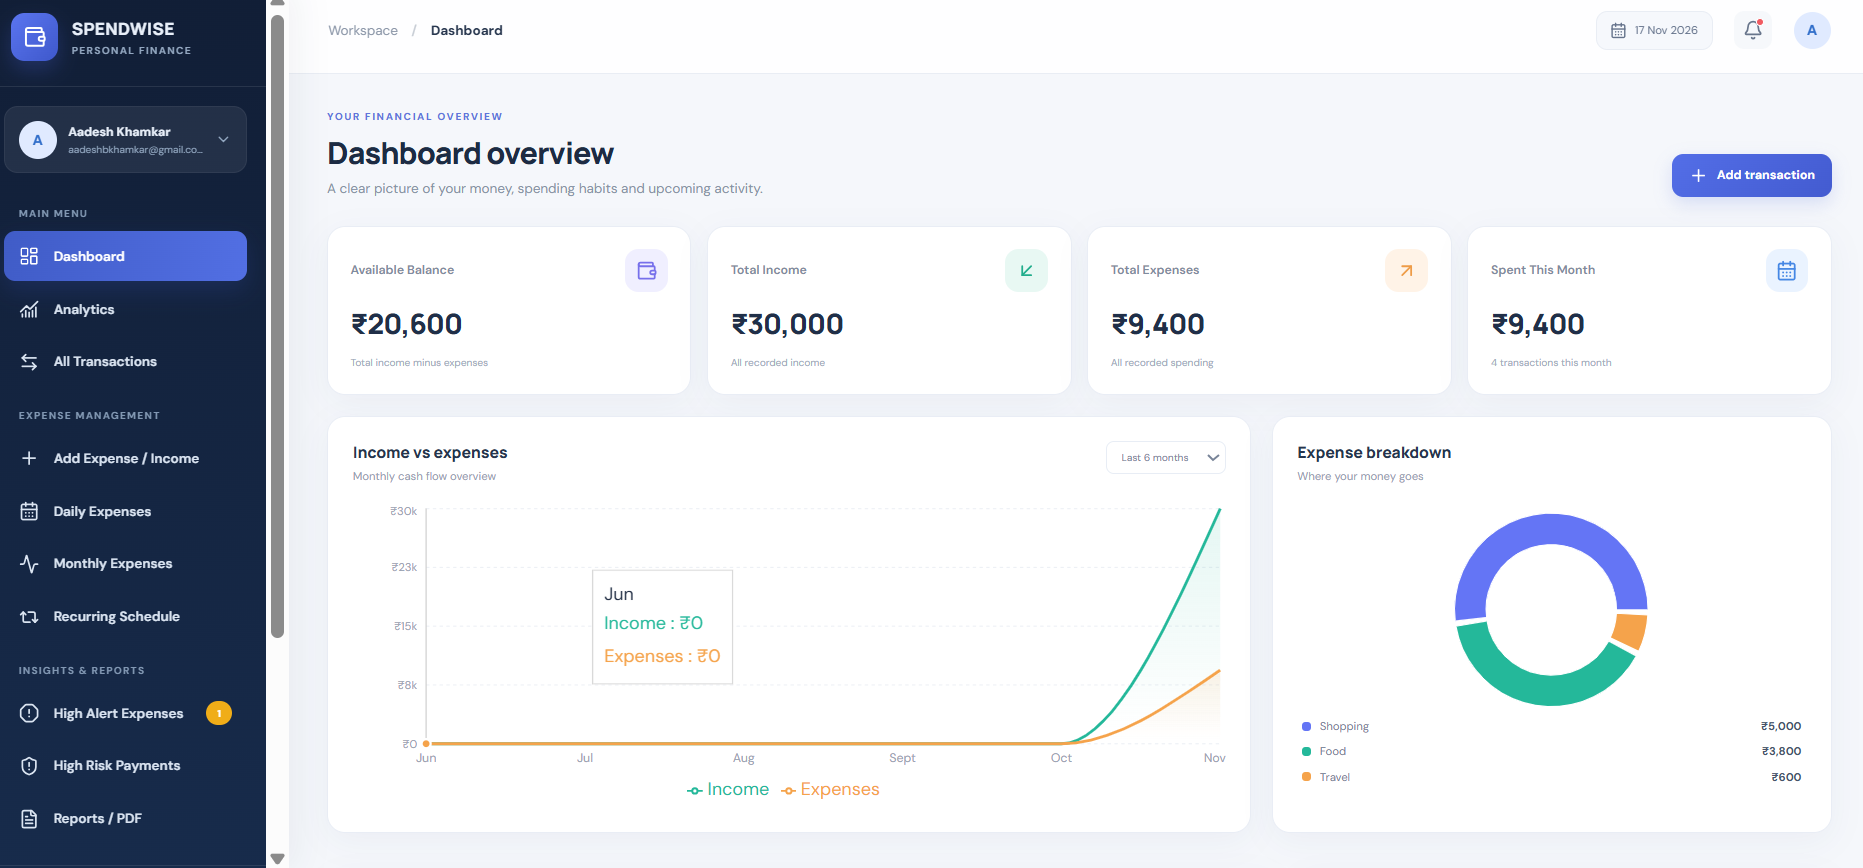 SPENDWISE
PERSONAL FINANCE
Aadesh Khamkar
aadeshbkhamkar@gmail.co...
A
MAIN MENU
Dashboard
Analytics
All Transactions
EXPENSE MANAGEMENT
Add Expense / Income
Daily Expenses
Monthly Expenses
Recurring Schedule
INSIGHTS & REPORTS
High Alert Expenses 1
High Risk Payments
Reports / PDF
Workspace / Dashboard
17 Nov 2026
A
YOUR FINANCIAL OVERVIEW
Dashboard overview
A clear picture of your money, spending habits and upcoming activity.
Add transaction
Available Balance
₹20,600
Total income minus expenses
Total Income
₹30,000
All recorded income
Total Expenses
₹9,400
All recorded spending
Spent This Month
₹9,400
4 transactions this month
Income vs expenses
Monthly cash flow overview
Last 6 months
₹30k
₹23k
₹15k
₹8k
₹0
Jun
Income : ₹0
Expenses : ₹0
Jun Jul Aug Sept Oct Nov
Income Expenses
Expense breakdown
Where your money goes
Shopping ₹5,000
Food ₹3,800
Travel ₹600